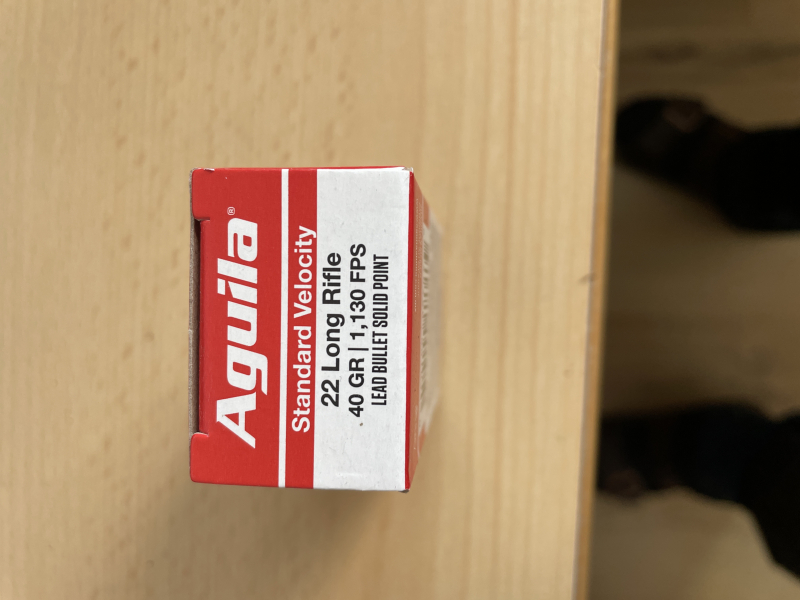 Aguila®
Standard Velocity
22 Long Rifle
40 GR | 1,130 FPS
LEAD BULLET SOLID POINT